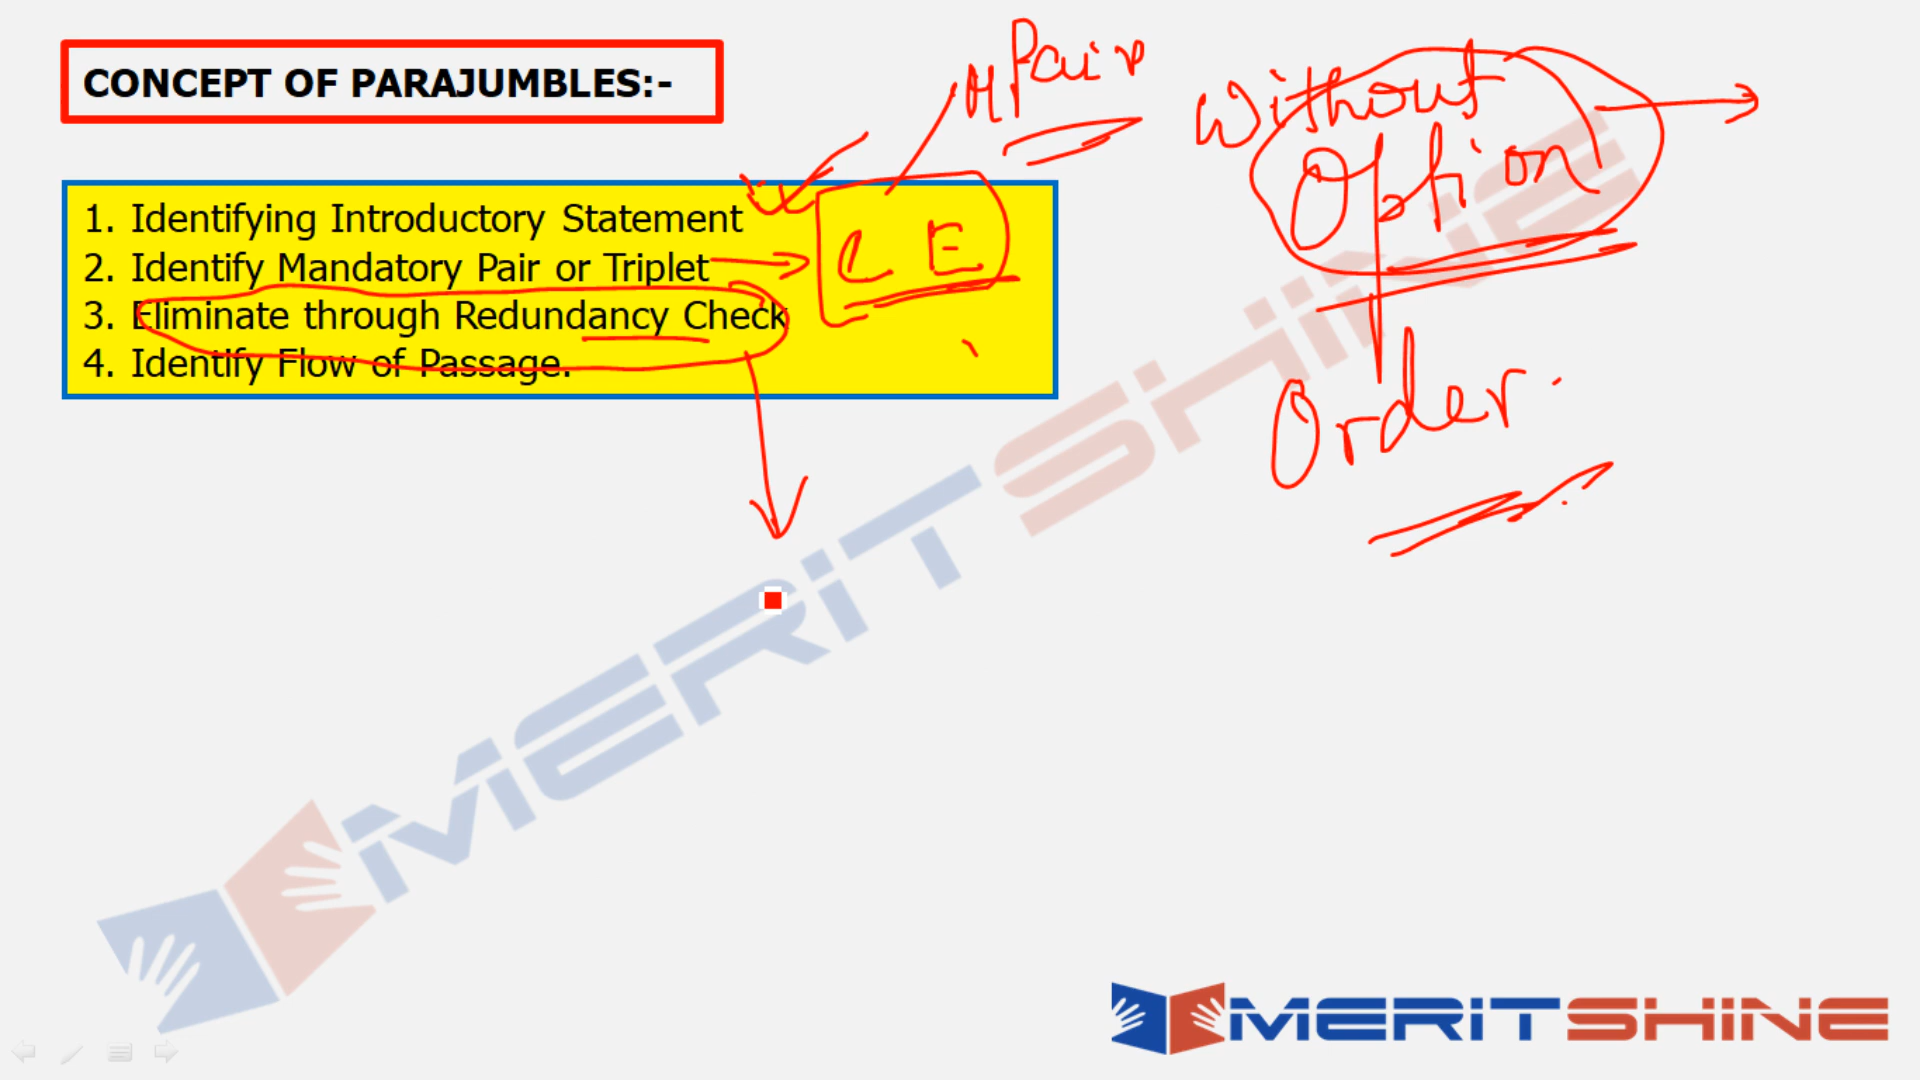 CONCEPT OF PARAJUMBLES:-
1. Identifying Introductory Statement
2. Identify Mandatory Pair or Triplet
3. Eliminate through Redundancy Check
4. Identify Flow of Passage.
M Pair
C E
Without
Option
Order.
MERiTSHiNE
MERiTSHiNE